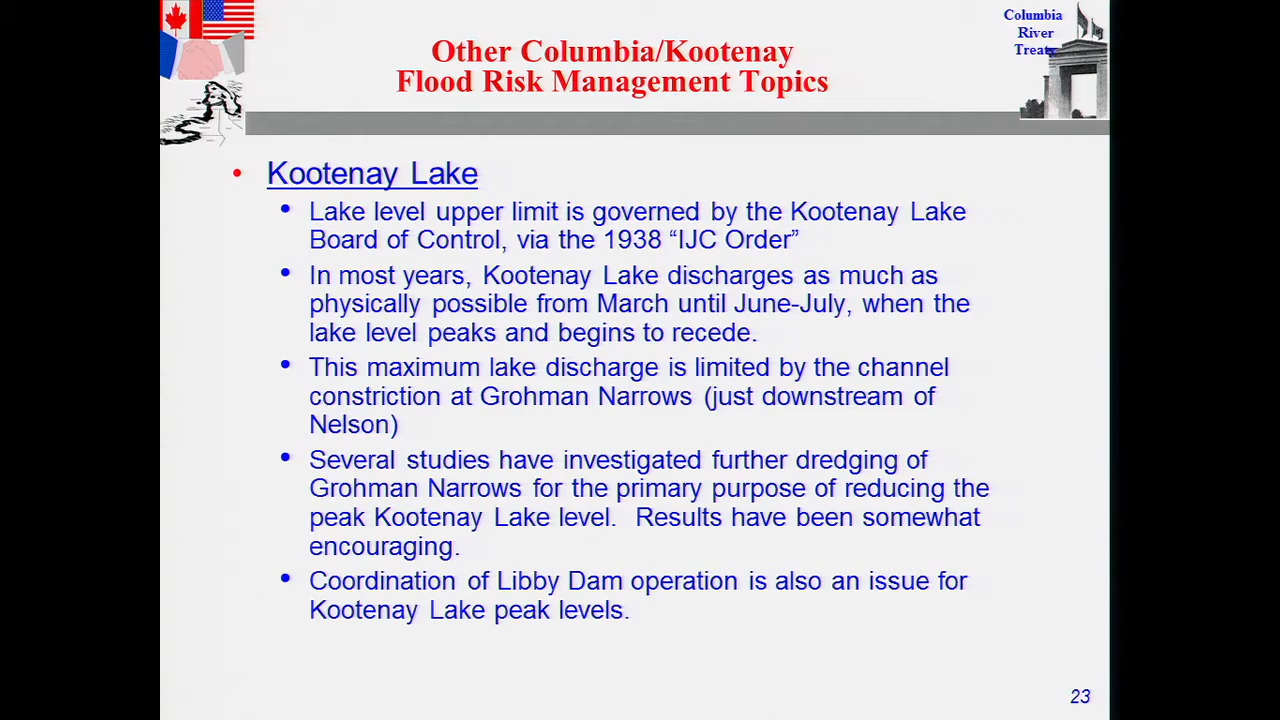 Columbia
River
Treaty
Other Columbia/Kootenay
Flood Risk Management Topics
• Kootenay Lake
• Lake level upper limit is governed by the Kootenay Lake
Board of Control, via the 1938 “IJC Order”
• In most years, Kootenay Lake discharges as much as
physically possible from March until June-July, when the
lake level peaks and begins to recede.
• This maximum lake discharge is limited by the channel
constriction at Grohman Narrows (just downstream of
Nelson)
• Several studies have investigated further dredging of
Grohman Narrows for the primary purpose of reducing the
peak Kootenay Lake level.  Results have been somewhat
encouraging.
• Coordination of Libby Dam operation is also an issue for
Kootenay Lake peak levels.
23